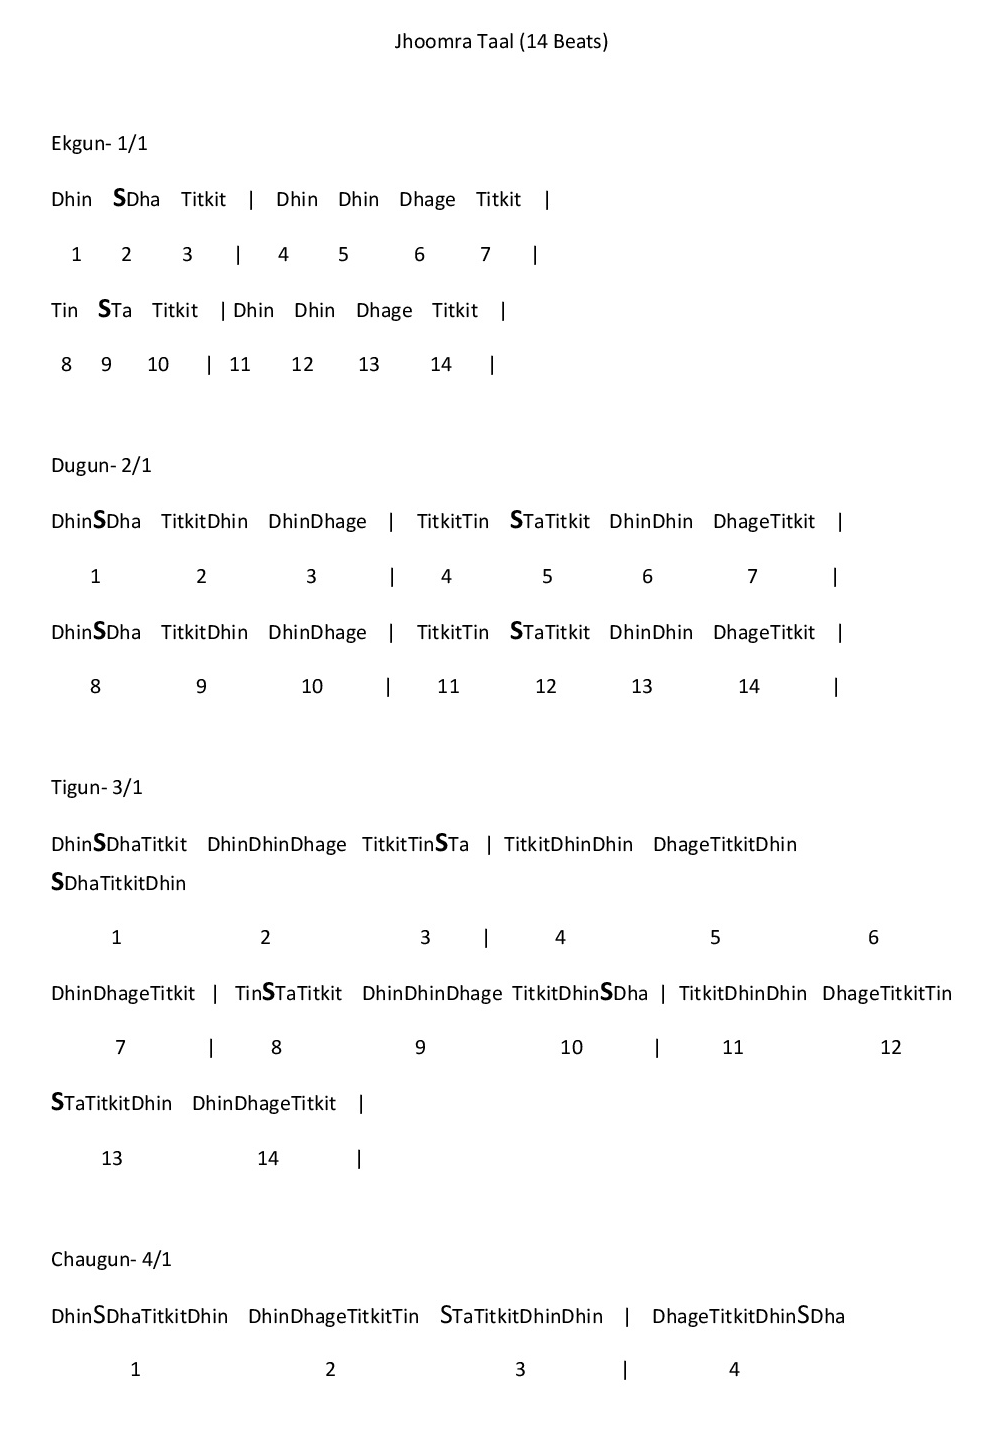 Jhoomra Taal (14 Beats)
Ekgun- 1/1
Dhin SDha Titkit | Dhin Dhin Dhage Titkit |
1 2 3 | 4 5 6 7 |
Tin STa Titkit | Dhin Dhin Dhage Titkit |
8 9 10 | 11 12 13 14 |
Dugun- 2/1
DhinSDha TitkitDhin DhinDhage | TitkitTin STaTitkit DhinDhin DhageTitkit |
1 2 3 | 4 5 6 7 |
DhinSDha TitkitDhin DhinDhage | TitkitTin STaTitkit DhinDhin DhageTitkit |
8 9 10 | 11 12 13 14 |
Tigun- 3/1
DhinSDhaTitkit DhinDhinDhage TitkitTinSTa | TitkitDhinDhin DhageTitkitDhin
SDhaTitkitDhin
1 2 3 | 4 5 6
DhinDhageTitkit | TinSTaTitkit DhinDhinDhage TitkitDhinSDha | TitkitDhinDhin DhageTitkitTin
7 | 8 9 10 | 11 12
STaTitkitDhin DhinDhageTitkit |
13 14 |
Chaugun- 4/1
DhinSDhaTitkitDhin DhinDhageTitkitTin STaTitkitDhinDhin | DhageTitkitDhinSDha
1 2 3 | 4